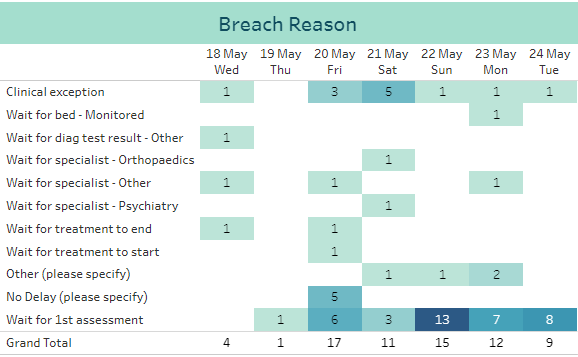 Breach Reason
18 May 19 May 20 May 21 May 22 May 23 May 24 May
Wed Thu Fri Sat Sun Mon Tue
Clinical exception 1 3 5 1 1 1
Wait for bed - Monitored 1
Wait for diag test result - Other 1
Wait for specialist - Orthopaedics 1
Wait for specialist - Other 1 1 1
Wait for specialist - Psychiatry 1
Wait for treatment to end 1 1
Wait for treatment to start 1
Other (please specify) 1 1 2
No Delay (please specify) 5
Wait for 1st assessment 1 6 3 13 7 8
Grand Total 4 1 17 11 15 12 9